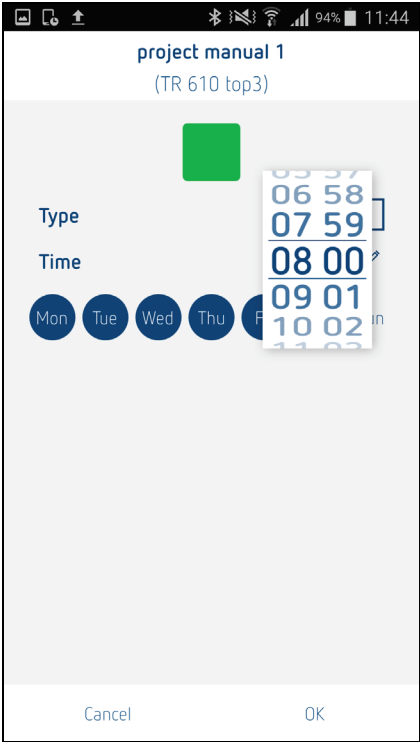 94% 11:44
project manual 1
(TR 610 top3)
06 58
Type
07 59
Time
08 00
09 01
Mon Tue Wed Thu F un
10 02
Cancel OK